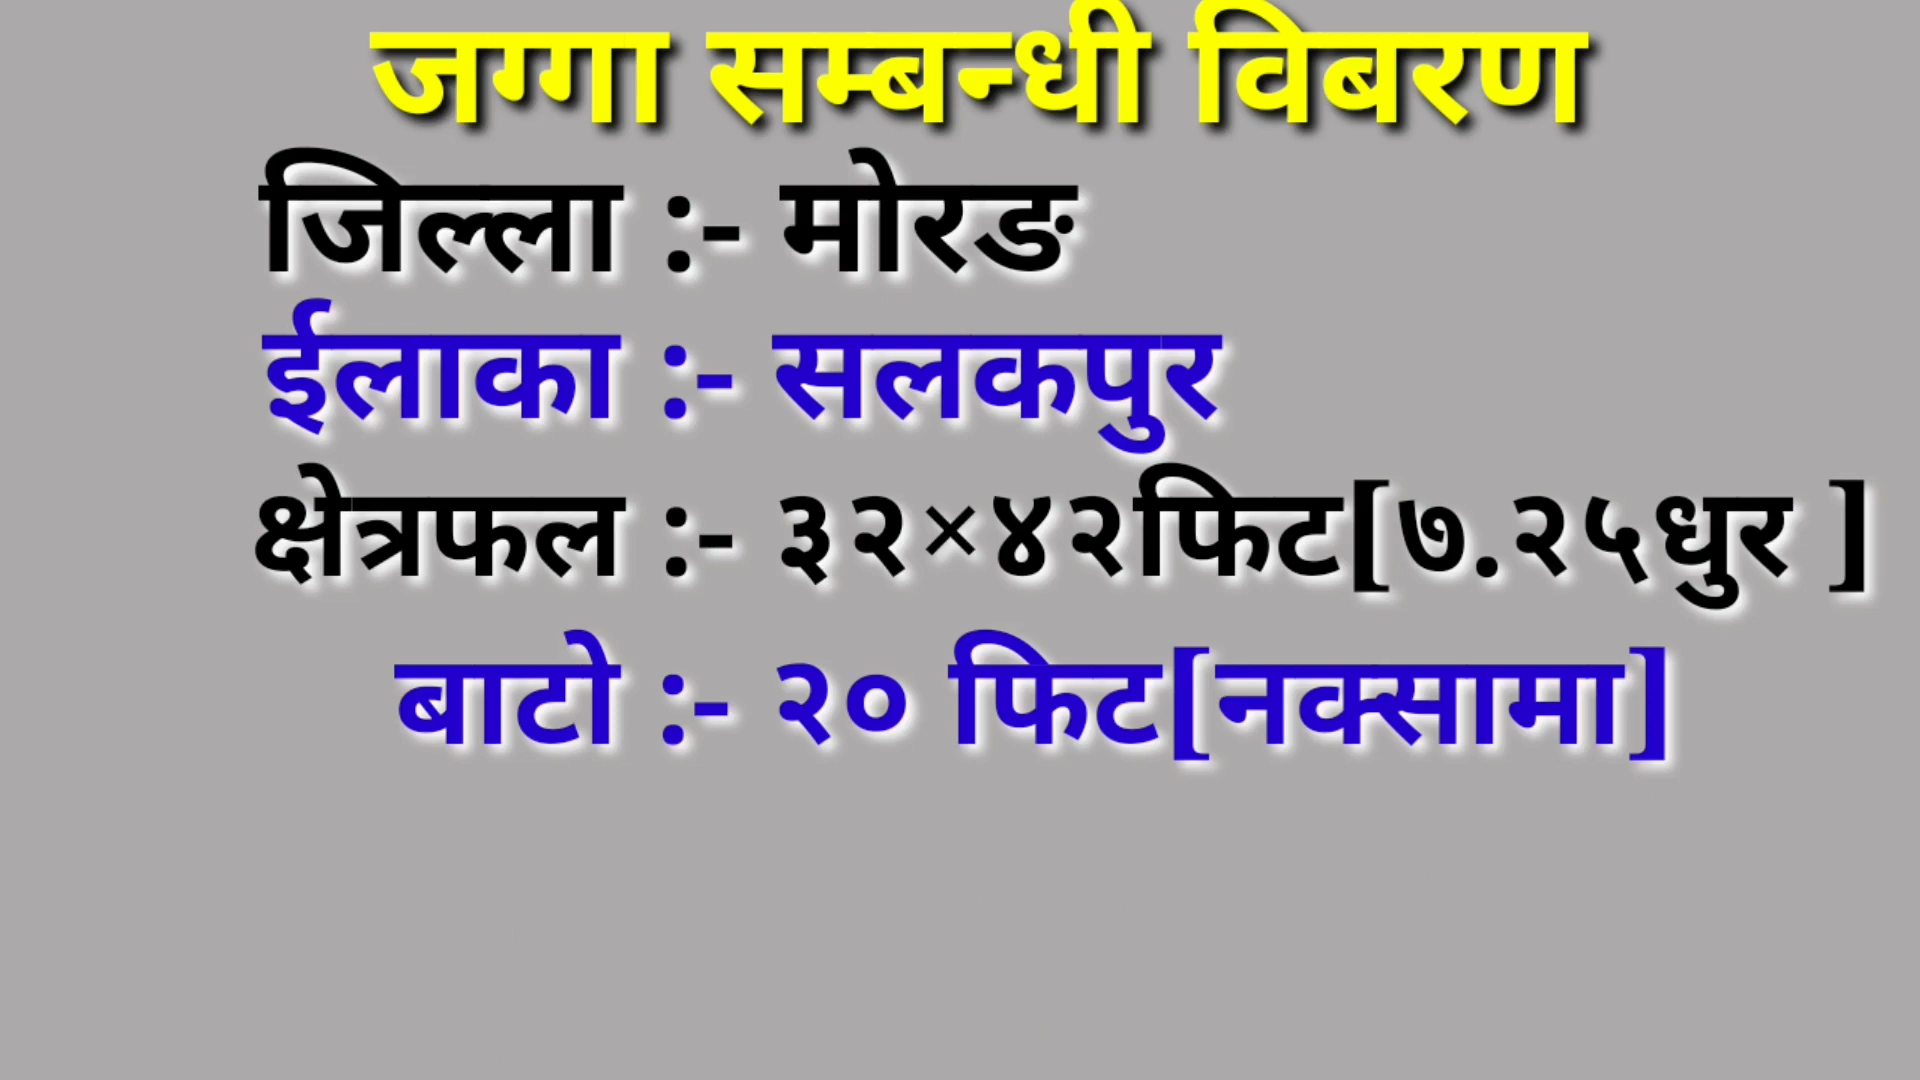 जग्गा सम्बन्धी विबरण
जिल्ला :- मोरङ
ईलाका :- सलकपुर
क्षेत्रफल :- ३२×४२फिट[७.२५धुर ]
बाटो :- २० फिट[नक्सामा]